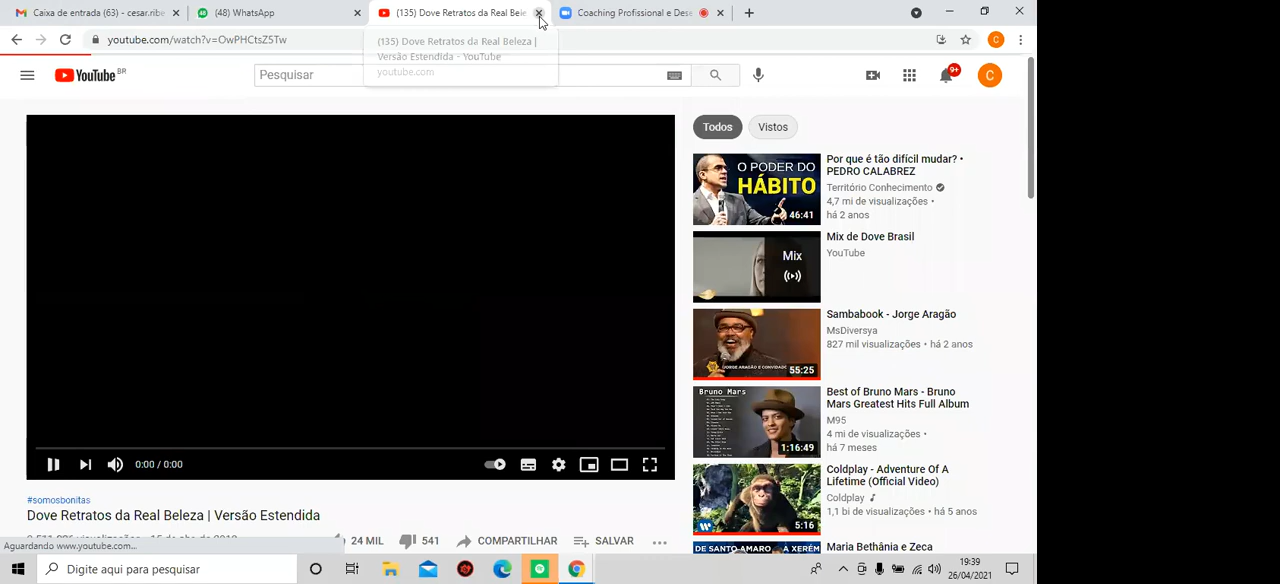 Caixa de entrada (63) - cesar.ribe
(48) WhatsApp
(135) Dove Retratos da Real Bele
Coaching Profissional e Dese
youtube.com/watch?v=OwPHCtsZ5Tw
(135) Dove Retratos da Real Beleza |
Versão Estendida - YouTube
youtube.com
C
YouTube BR
Pesquisar
9+
C
Todos
Vistos
O PODER DO
HÁBITO
46:41
Por que é tão difícil mudar? •
PEDRO CALABREZ
Território Conhecimento
4,7 mi de visualizações •
há 2 anos
Mix
Mix de Dove Brasil
YouTube
JORGE ARAGÃO E CONVIDADOS
55:25
Sambabook - Jorge Aragão
MsDiversya
827 mil visualizações • há 2 anos
Bruno Mars
1:16:49
Best of Bruno Mars - Bruno
Mars Greatest Hits Full Album
M95
4 mi de visualizações •
há 7 meses
5:16
Coldplay - Adventure Of A
Lifetime (Official Video)
Coldplay
1,1 bi de visualizações • há 5 anos
DE SANTO AMARO A XERÉM
Maria Bethânia e Zeca
0:00 / 0:00
#somosbonitas
Dove Retratos da Real Beleza | Versão Estendida
24 MIL
541
COMPARTILHAR
SALVAR
Aguardando www.youtube.com...
Digite aqui para pesquisar
19:39
26/04/2021